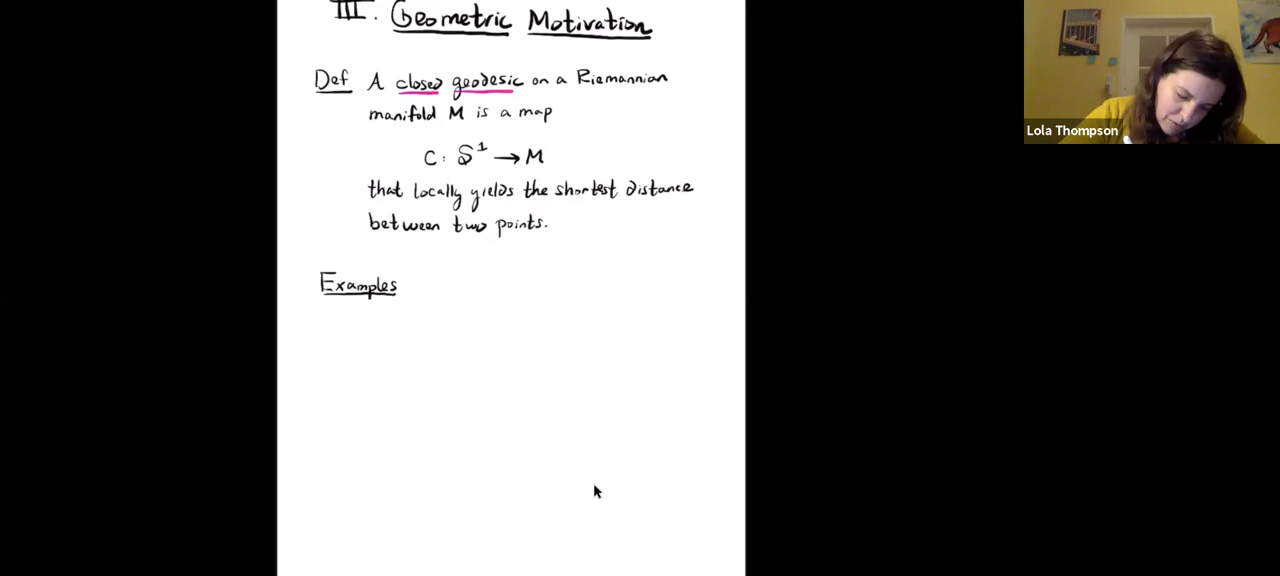 III. Geometric Motivation
Def A closed geodesic on a Riemannian
manifold M is a map
C: S¹ → M
that locally yields the shortest distance
between two points.
Examples
Lola Thompson